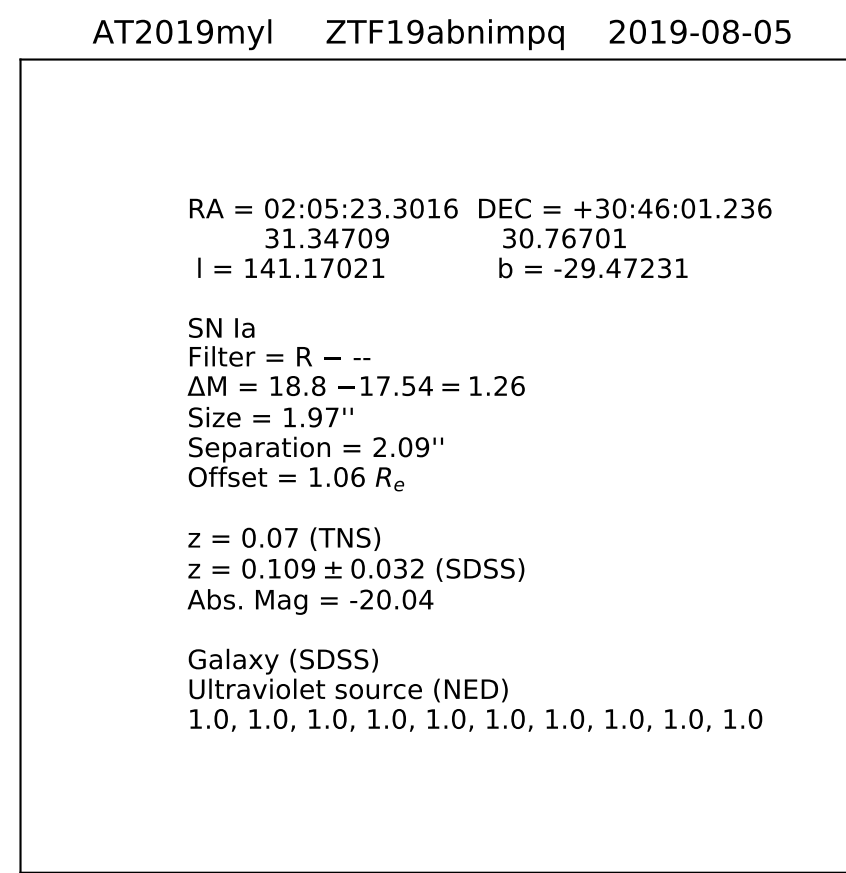 AT2019myl ZTF19abnimpq 2019-08-05
RA = 02:05:23.3016 DEC = +30:46:01.236
31.34709 30.76701
l = 141.17021 b = -29.47231
SN Ia
Filter = R − --
ΔM = 18.8 −17.54 = 1.26
Size = 1.97''
Separation = 2.09''
Offset = 1.06 Rₑ
z = 0.07 (TNS)
z = 0.109 ± 0.032 (SDSS)
Abs. Mag = -20.04
Galaxy (SDSS)
Ultraviolet source (NED)
1.0, 1.0, 1.0, 1.0, 1.0, 1.0, 1.0, 1.0, 1.0, 1.0